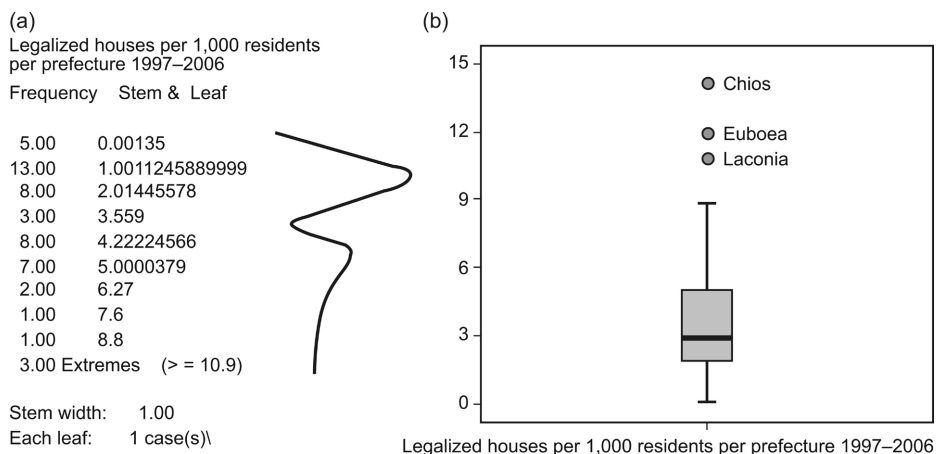 (a)
Legalized houses per 1,000 residents
per prefecture 1997–2006
Frequency Stem & Leaf
5.00 0.00135
13.00 1.0011245889999
8.00 2.01445578
3.00 3.559
8.00 4.22224566
7.00 5.0000379
2.00 6.27
1.00 7.6
1.00 8.8
3.00 Extremes (> = 10.9)
Stem width: 1.00
Each leaf: 1 case(s)\
(b)
15
12
9
6
3
0
Chios
Euboea
Laconia
Legalized houses per 1,000 residents per prefecture 1997–2006